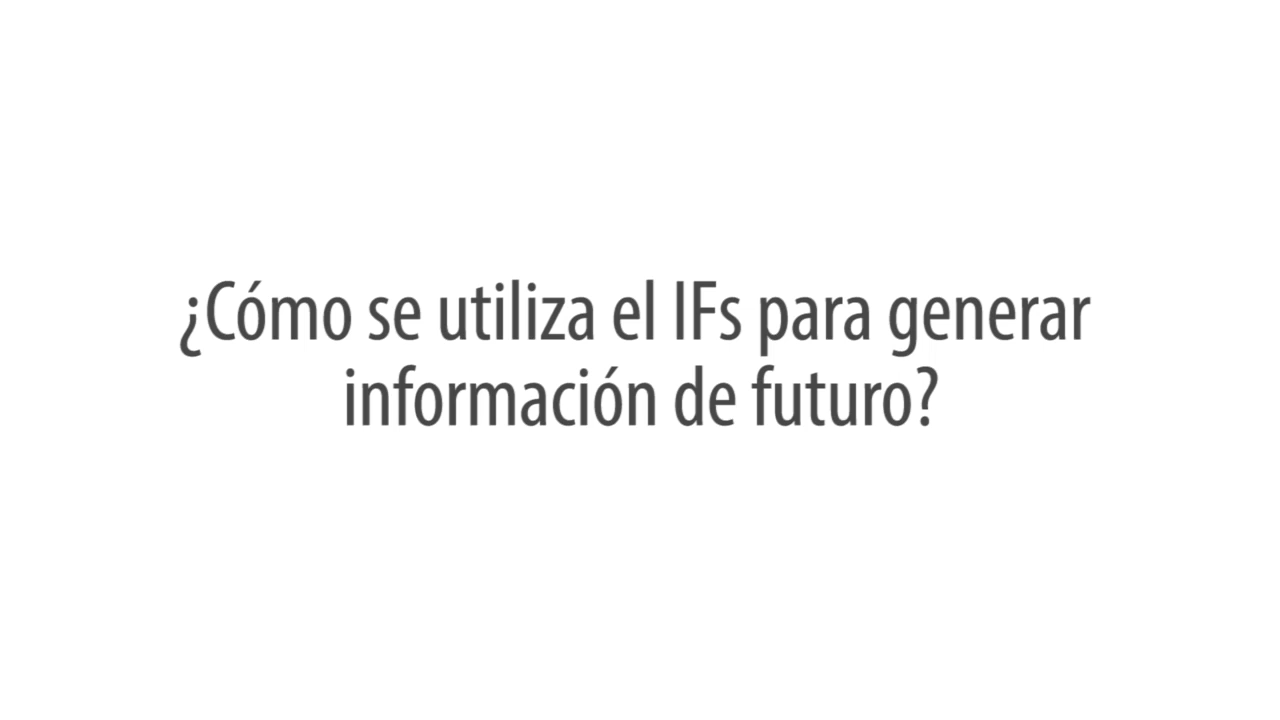 ¿Cómo se utiliza el IFs para generar
información de futuro?